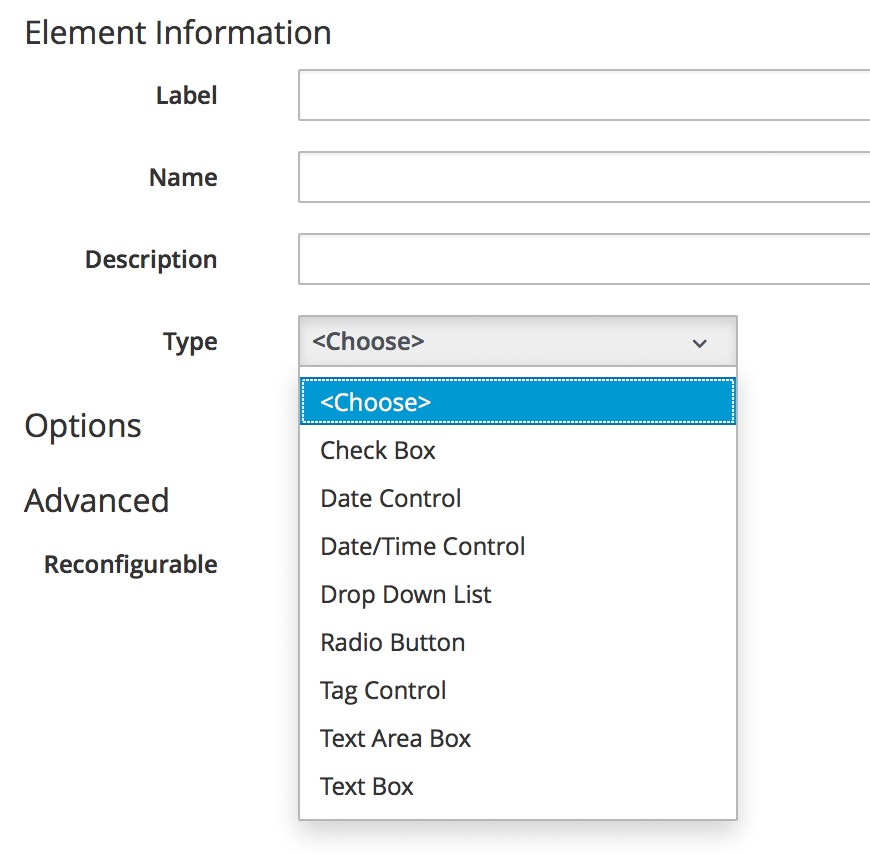 Element Information
Label
Name
Description
Type
<Choose>
<Choose>
Check Box
Date Control
Date/Time Control
Drop Down List
Radio Button
Tag Control
Text Area Box
Text Box
Options
Advanced
Reconfigurable